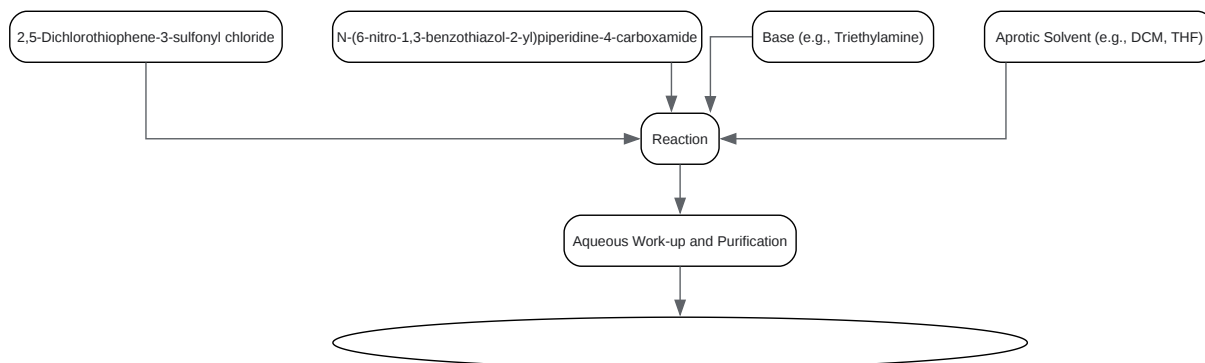 2,5-Dichlorothiophene-3-sulfonyl chloride
N-(6-nitro-1,3-benzothiazol-2-yl)piperidine-4-carboxamide
Base (e.g., Triethylamine)
Aprotic Solvent (e.g., DCM, THF)
Reaction
Aqueous Work-up and Purification